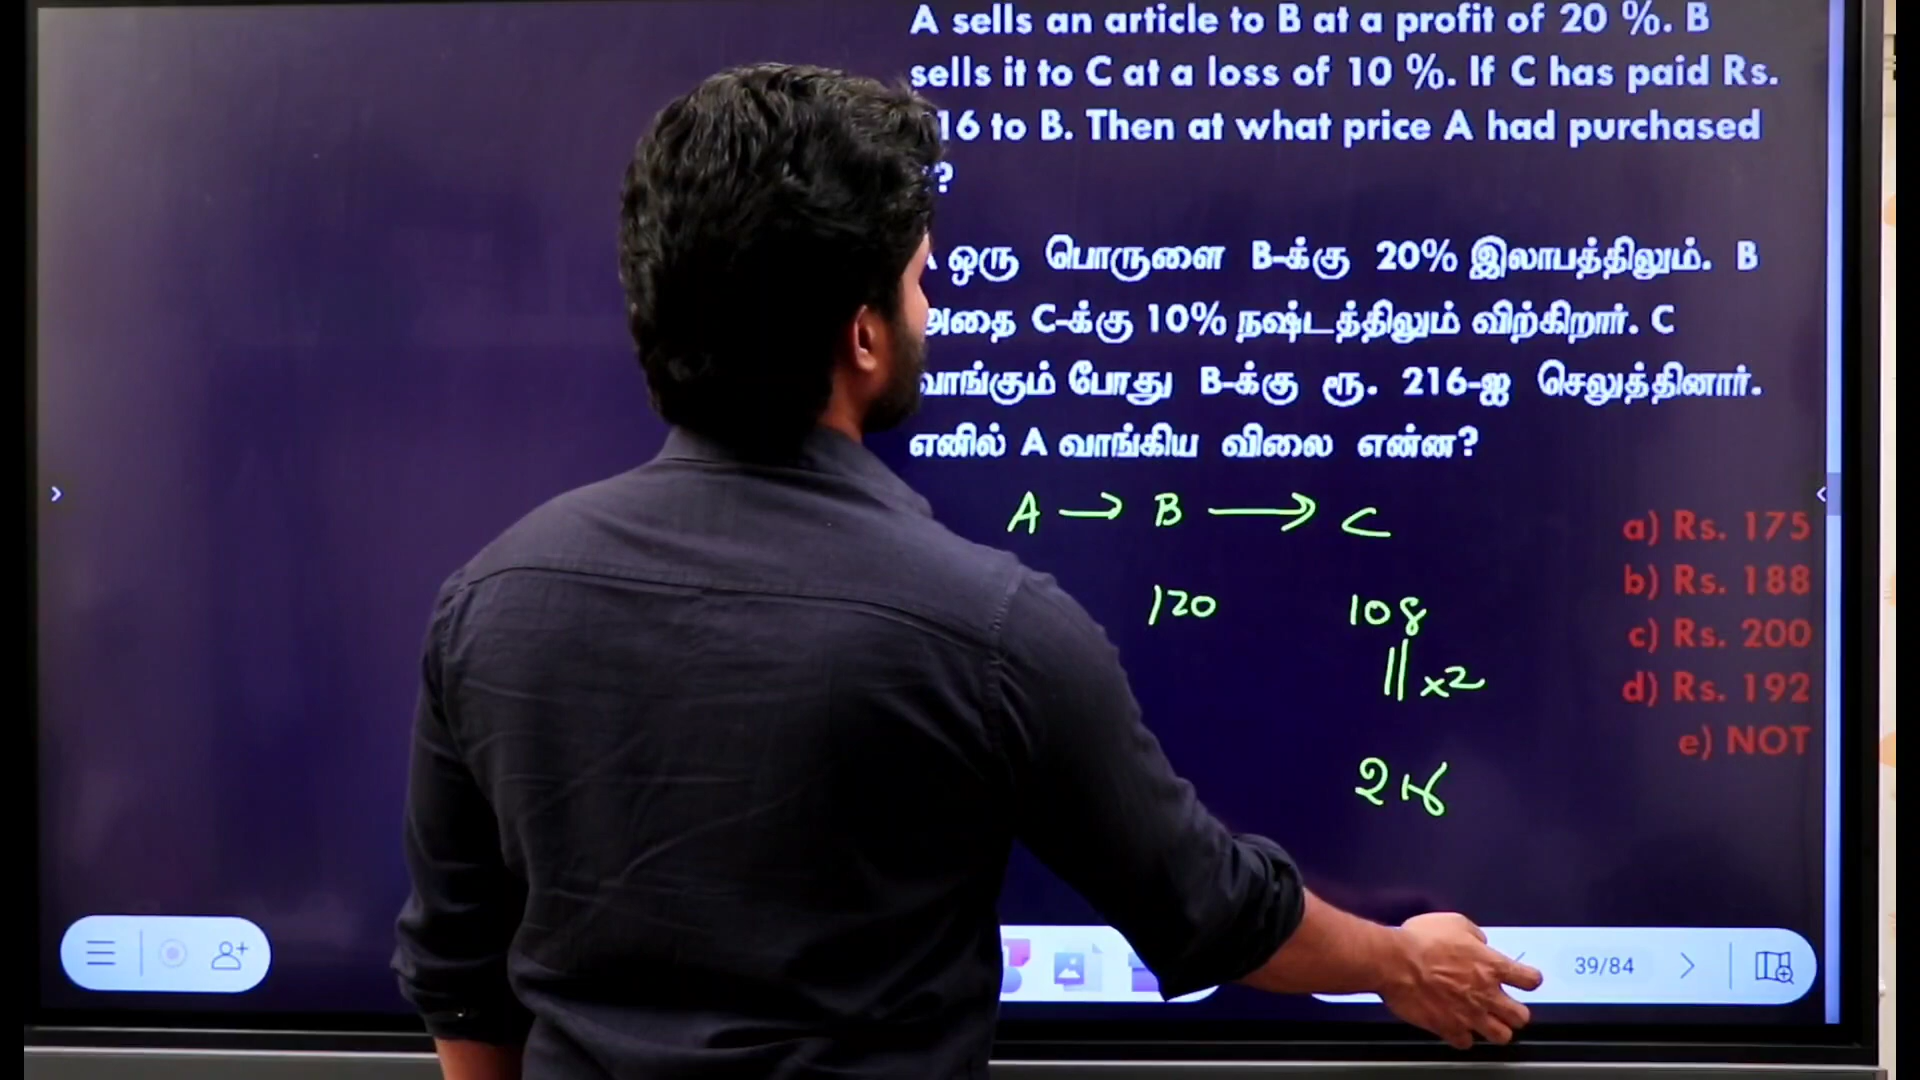 A sells an article to B at a profit of 20 %. B
sells it to C at a loss of 10 %. If C has paid Rs.
16 to B. Then at what price A had purchased
?
A ஒரு பொருளை B-க்கு 20% இலாபத்திலும். B
அதை C-க்கு 10% நஷ்டத்திலும் விற்கிறார். C
வாங்கும் போது B-க்கு ரூ. 216-ஐ செலுத்தினார்.
எனில் A வாங்கிய விலை என்ன?
A → B → C
120 108
x2
216
a) Rs. 175
b) Rs. 188
c) Rs. 200
d) Rs. 192
e) NOT
39/84